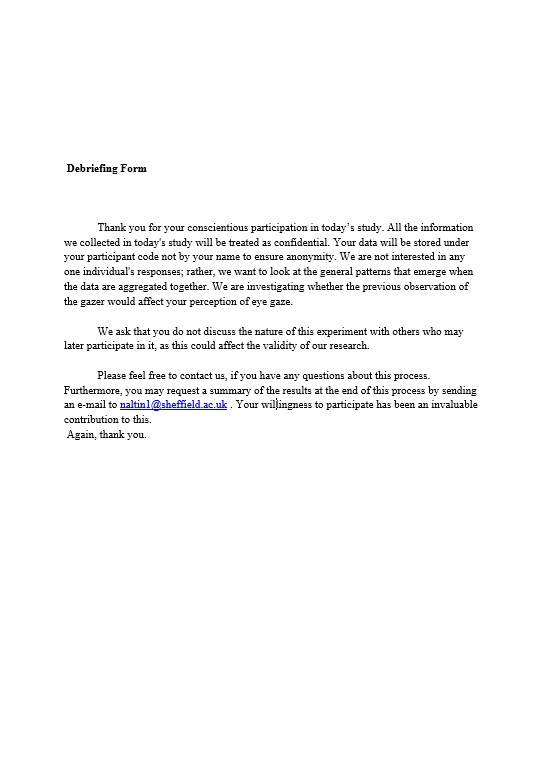 Debriefing Form
Thank you for your conscientious participation in today’s study. All the information
we collected in today's study will be treated as confidential. Your data will be stored under
your participant code not by your name to ensure anonymity. We are not interested in any
one individual's responses; rather, we want to look at the general patterns that emerge when
the data are aggregated together. We are investigating whether the previous observation of
the gazer would affect your perception of eye gaze.
We ask that you do not discuss the nature of this experiment with others who may
later participate in it, as this could affect the validity of our research.
Please feel free to contact us, if you have any questions about this process.
Furthermore, you may request a summary of the results at the end of this process by sending
an e-mail to naltin1@sheffield.ac.uk . Your willingness to participate has been an invaluable
contribution to this.
Again, thank you.